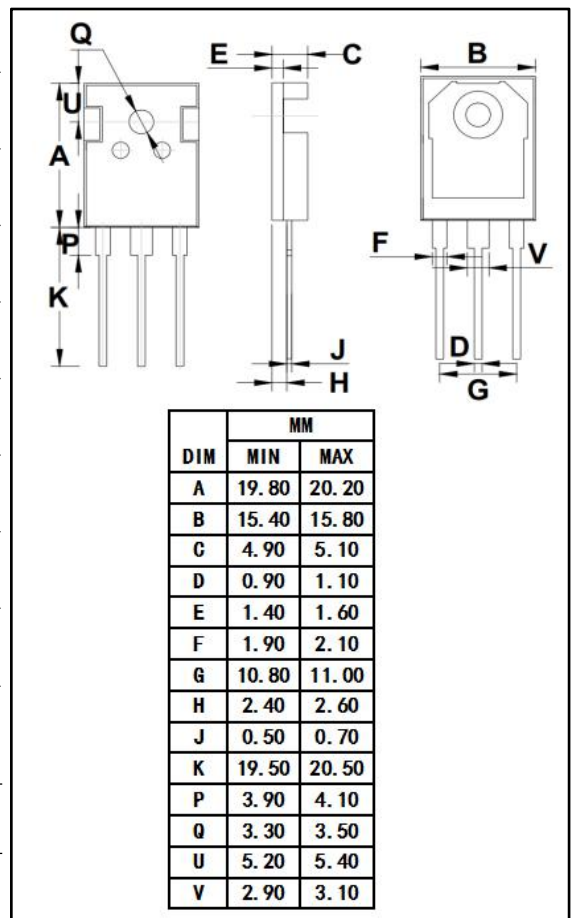 Q
E C B
U
A
P
K
F V
J D
H G
MM
DIM MIN MAX
A 19.80 20.20
B 15.40 15.80
C 4.90 5.10
D 0.90 1.10
E 1.40 1.60
F 1.90 2.10
G 10.80 11.00
H 2.40 2.60
J 0.50 0.70
K 19.50 20.50
P 3.90 4.10
Q 3.30 3.50
U 5.20 5.40
V 2.90 3.10